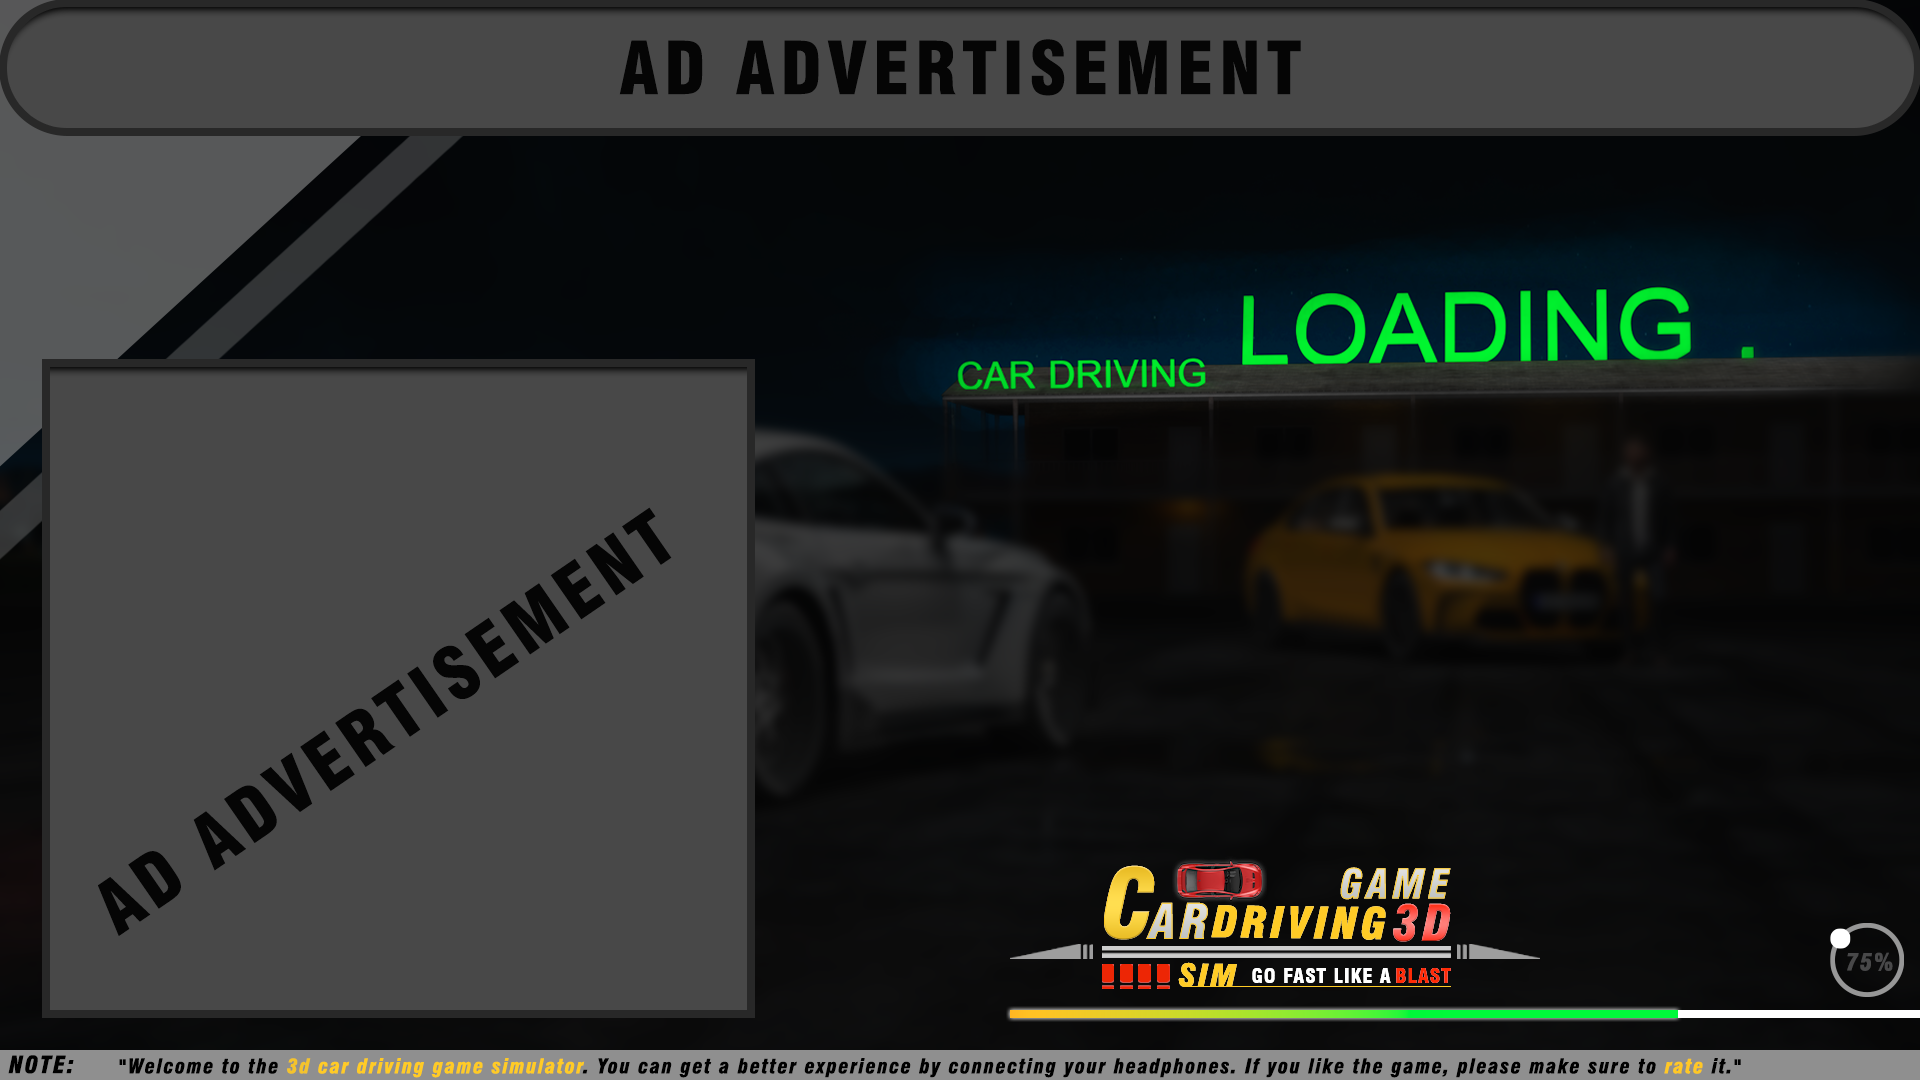 AD ADVERTISEMENT
LOADING .
CAR DRIVING
AD ADVERTISEMENT
GAME
CARDRIVING3D
!!!! SIM GO FAST LIKE A BLAST
75%
NOTE: "Welcome to the 3d car driving game simulator. You can get a better experience by connecting your headphones. If you like the game, please make sure to rate it."